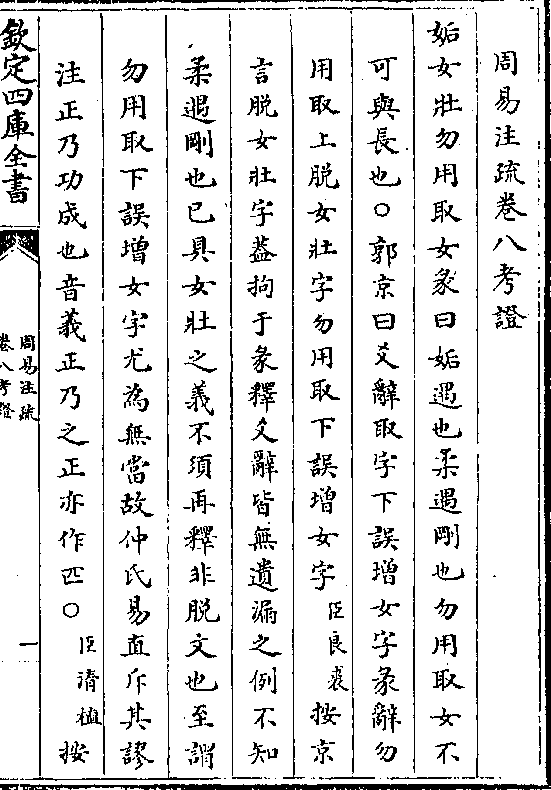 周易注疏卷八考證
姤女壯勿用取女彖曰姤遇也柔遇剛也勿用取女不
可與長也○郭京曰爻辭取字下誤增女字彖辭勿
用取上脱女壯字勿用取下誤增女字臣良裘按京
言脱女壯字蓋拘于彖釋爻辭皆無遺漏之例不知
柔遇剛也已具女壯之義不須再釋非脱文也至謂
勿用取下誤增女字尤為無當故仲氏易直斥其謬
注正乃功成也音義正乃之正亦作匹○臣清植按
欽定四庫全書
周易注疏
卷八考證
一